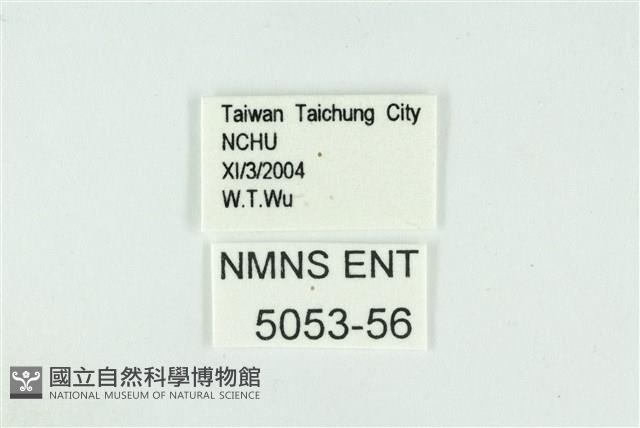 Taiwan Taichung City
NCHU
XI/3/2004
W.T.Wu
NMNS ENT
5053-56
國立自然科學博物館
NATIONAL MUSEUM OF NATURAL SCIENCE